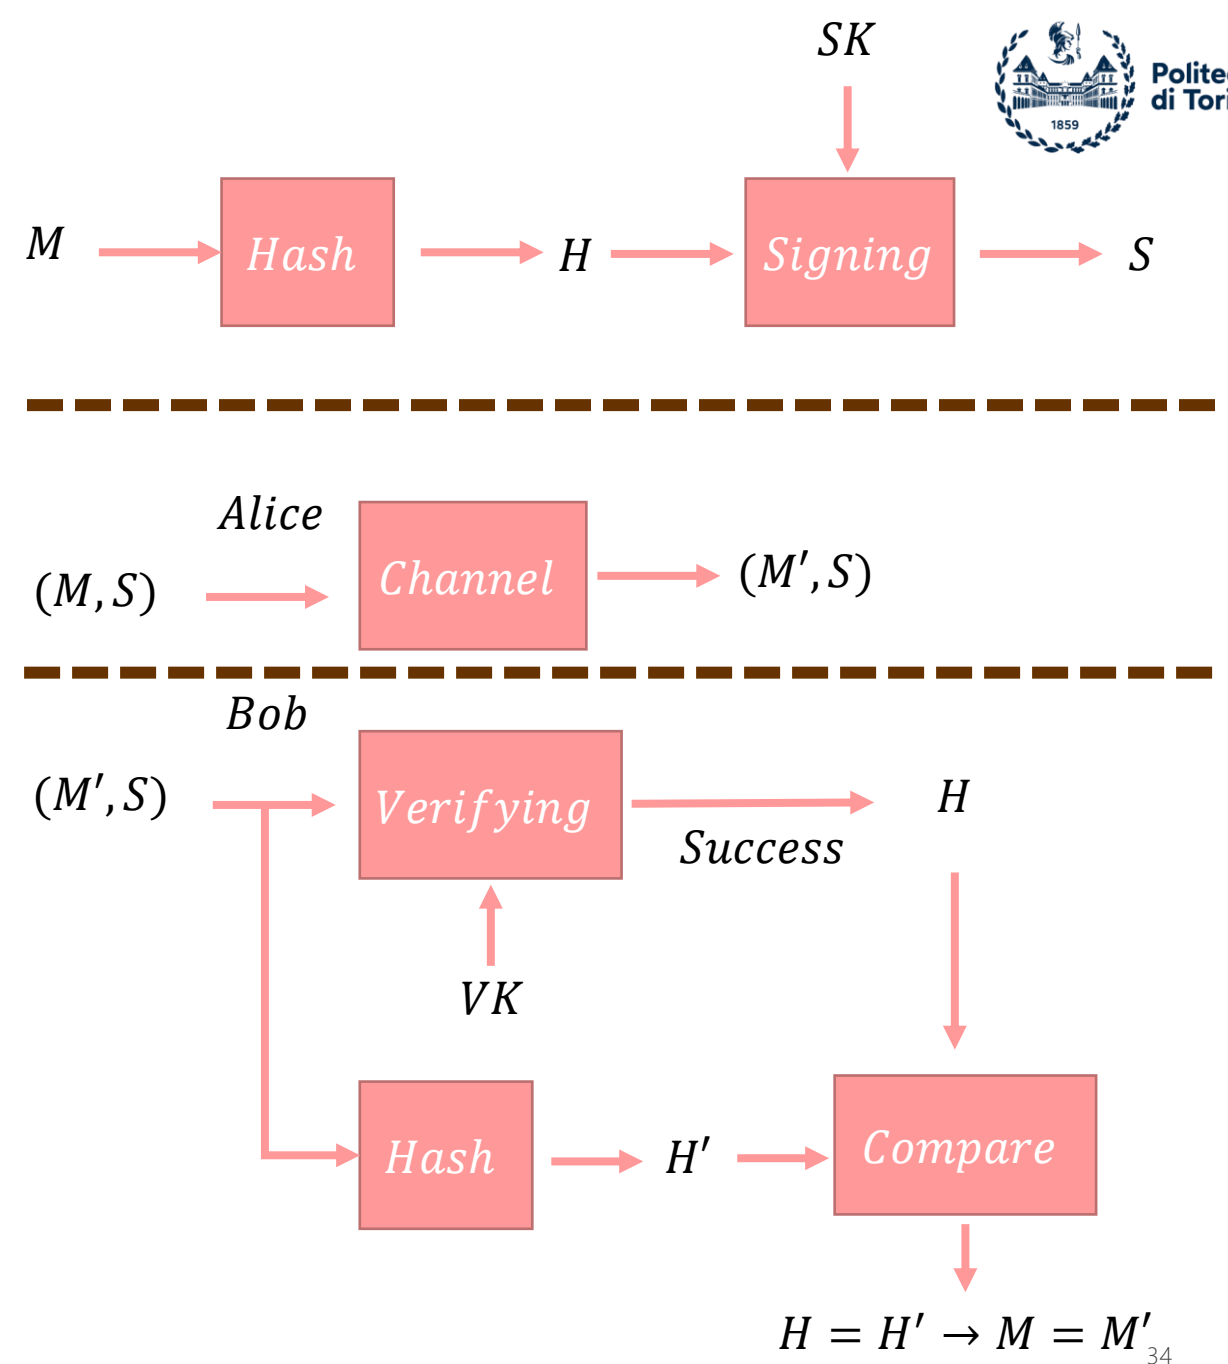 SK
Polite
di Tori
1859
M Hash H Signing S
Alice
(M, S) Channel (M′, S)
Bob
(M′, S) Verifying H
Success
VK
Hash H′ Compare
H = H′ → M = M′
34